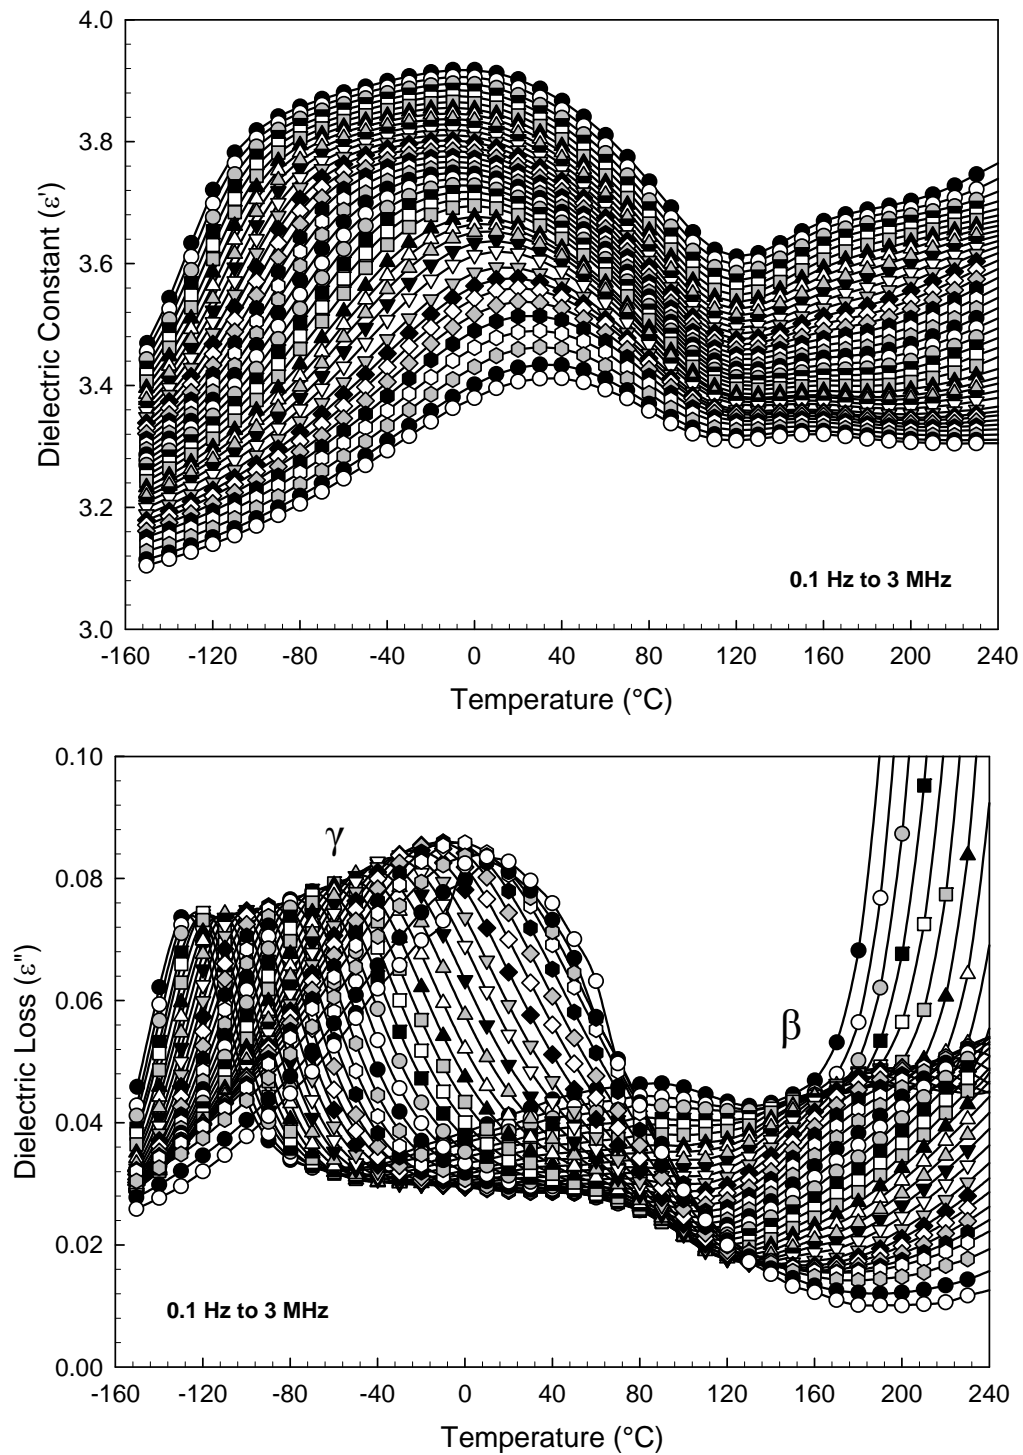 4.0
3.8
3.6
3.4
3.2
3.0
Dielectric Constant (ε')
0.1 Hz to 3 MHz
-160 -120 -80 -40 0 40 80 120 160 200 240
Temperature (°C)
0.10
0.08
0.06
0.04
0.02
0.00
Dielectric Loss (ε")
γ
β
0.1 Hz to 3 MHz
-160 -120 -80 -40 0 40 80 120 160 200 240
Temperature (°C)